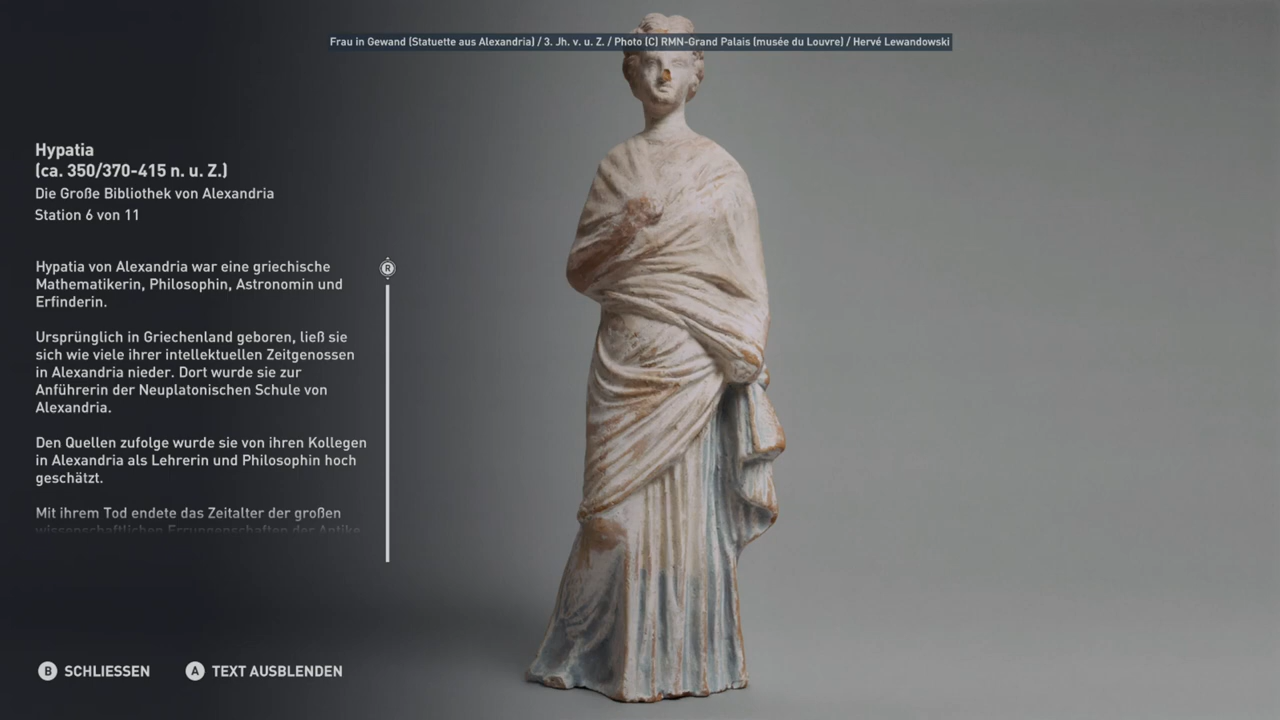 Frau in Gewand (Statuette aus Alexandria) / 3. Jh. v. u. Z. / Photo (C) RMN-Grand Palais (musée du Louvre) / Hervé Lewandowski
Hypatia
(ca. 350/370-415 n. u. Z.)
Die Große Bibliothek von Alexandria
Station 6 von 11
R
Hypatia von Alexandria war eine griechische
Mathematikerin, Philosophin, Astronomin und
Erfinderin.
Ursprünglich in Griechenland geboren, ließ sie
sich wie viele ihrer intellektuellen Zeitgenossen
in Alexandria nieder. Dort wurde sie zur
Anführerin der Neuplatonischen Schule von
Alexandria.
Den Quellen zufolge wurde sie von ihren Kollegen
in Alexandria als Lehrerin und Philosophin hoch
geschätzt.
Mit ihrem Tod endete das Zeitalter der großen
wissenschaftlichen Errungenschaften der Antike
B SCHLIESSEN
A TEXT AUSBLENDEN